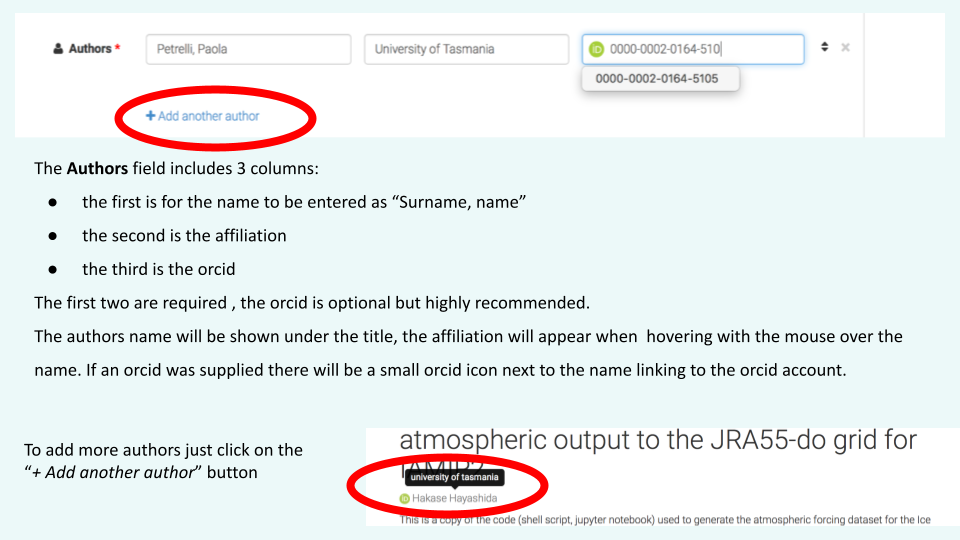 Authors *
Petrelli, Paola
University of Tasmania
iD 0000-0002-0164-510
0000-0002-0164-5105
+ Add another author
The Authors field includes 3 columns:
● the first is for the name to be entered as “Surname, name”
● the second is the affiliation
● the third is the orcid
The first two are required , the orcid is optional but highly recommended.
The authors name will be shown under the title, the affiliation will appear when hovering with the mouse over the
name. If an orcid was supplied there will be a small orcid icon next to the name linking to the orcid account.
To add more authors just click on the
“+ Add another author” button
atmospheric output to the JRA55-do grid for
university of tasmania
iD Hakase Hayashida
This is a copy of the code (shell script, jupyter notebook) used to generate the atmospheric forcing dataset for the Ice